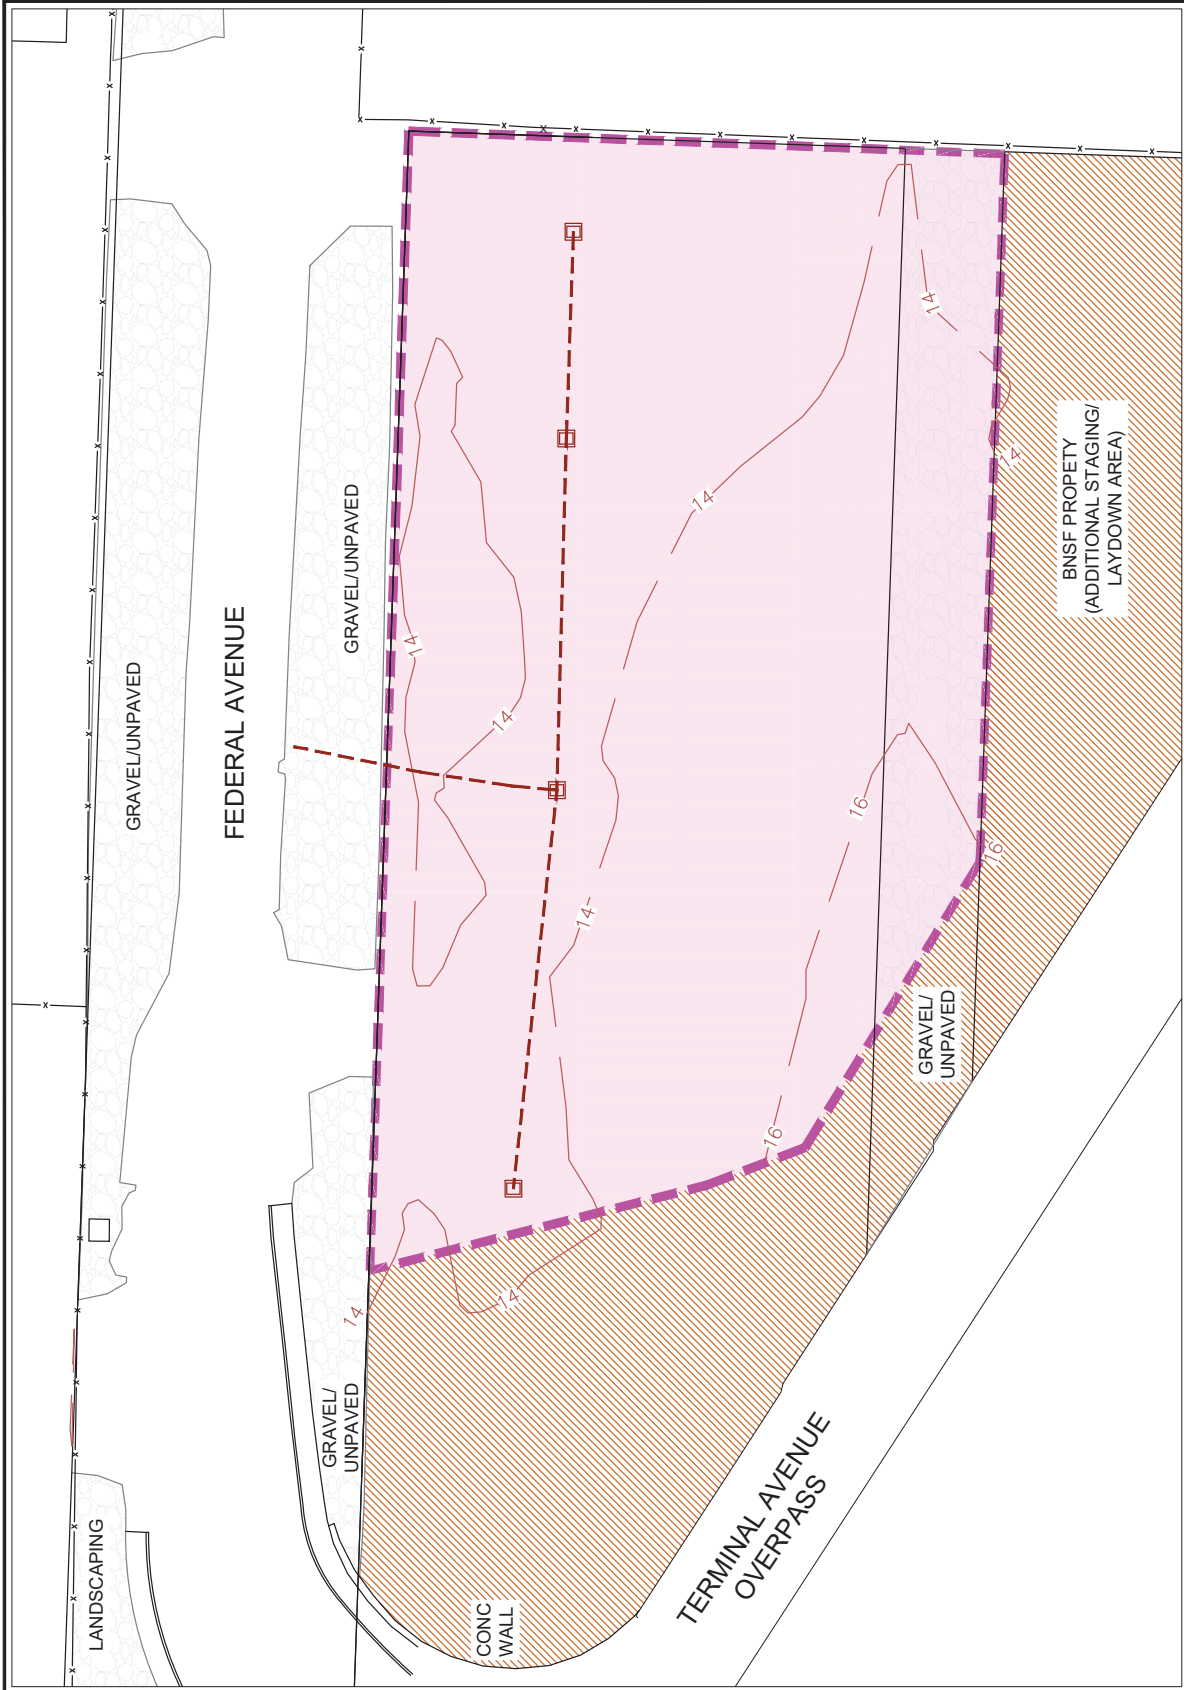 GRAVEL/UNPAVED
FEDERAL AVENUE
GRAVEL/UNPAVED
14
14
14
14
14
14
BNSF PROPETY
(ADDITIONAL STAGING/
LAYDOWN AREA)
16
16
16
GRAVEL/
UNPAVED
14
14
GRAVEL/
UNPAVED
LANDSCAPING
CONC
WALL
TERMINAL AVENUE
OVERPASS